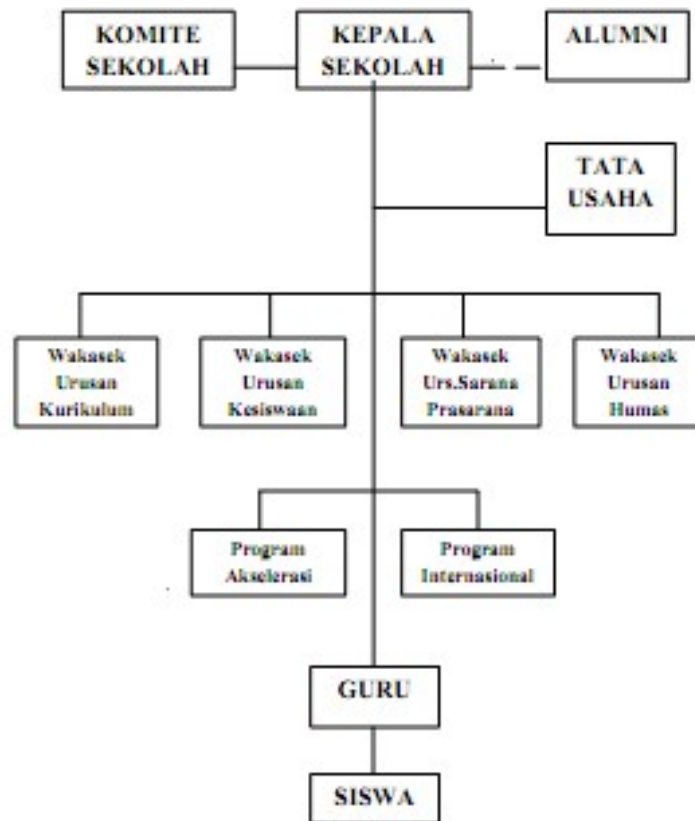 KOMITE
SEKOLAH
KEPALA
SEKOLAH
ALUMNI
TATA
USAHA
Wakasek
Urusan
Kurikulum
Wakasek
Urusan
Kesiswaan
Wakasek
Urs.Sarana
Prasarana
Wakasek
Urusan
Humas
Program
Akselerasi
Program
Internasional
GURU
SISWA